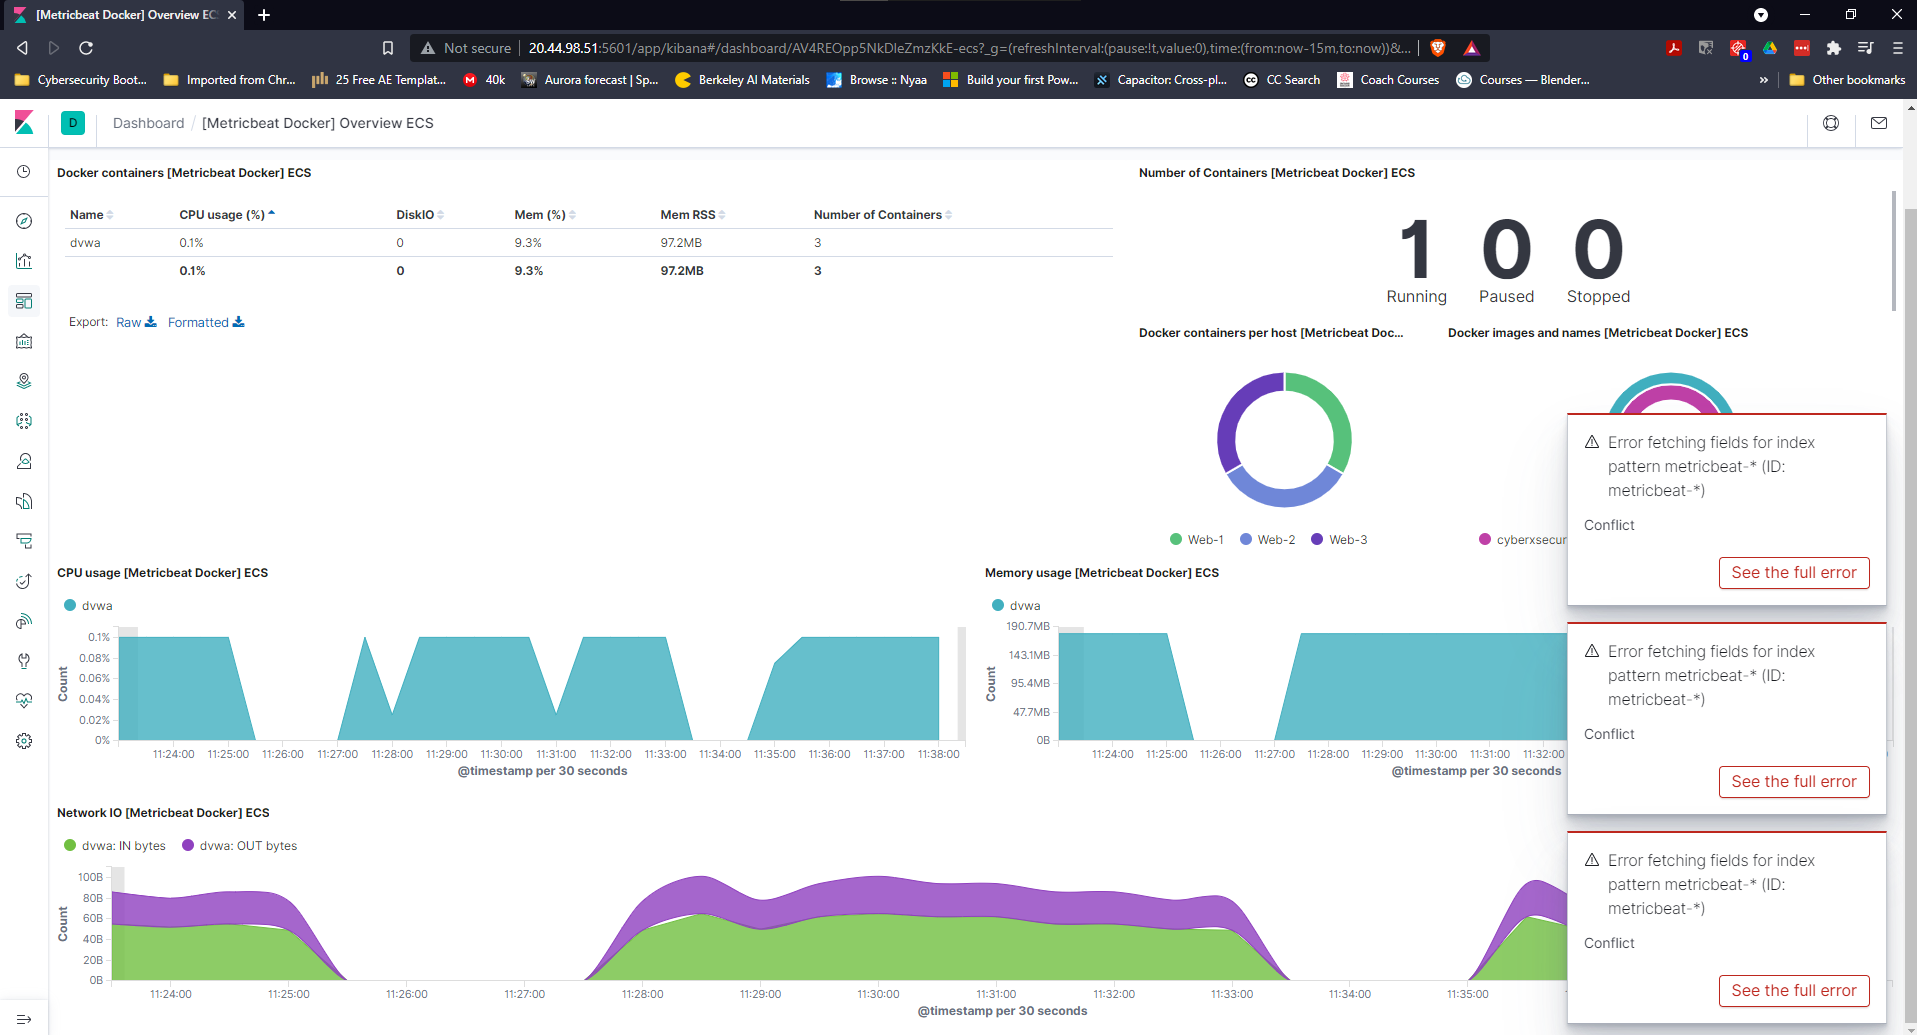 [Metricbeat Docker] Overview EC
Not secure
20.44.98.51:5601/app/kibana#/dashboard/AV4REOpp5NkDleZmzKkE-ecs?_g=(refreshInterval:(pause:!t,value:0),time:(from:now-15m,to:now))&...
0
Cybersecurity Boot...
Imported from Chr...
25 Free AE Templat...
40k
Aurora forecast | Sp...
Berkeley AI Materials
Browse :: Nyaa
Build your first Pow...
Capacitor: Cross-pl...
CC Search
Coach Courses
Courses — Blender...
»
Other bookmarks
D
Dashboard / [Metricbeat Docker] Overview ECS
Docker containers [Metricbeat Docker] ECS
Name CPU usage (%) DiskIO Mem (%) Mem RSS Number of Containers
dvwa 0.1% 0 9.3% 97.2MB 3
0.1% 0 9.3% 97.2MB 3
Export: Raw Formatted
Number of Containers [Metricbeat Docker] ECS
1 0 0
Running Paused Stopped
Docker containers per host [Metricbeat Doc...
Web-1 Web-2 Web-3
Docker images and names [Metricbeat Docker] ECS
cyberxsecur
CPU usage [Metricbeat Docker] ECS
dvwa
0.1%
0.08%
0.06%
0.04%
0.02%
0%
Count
11:24:00 11:25:00 11:26:00 11:27:00 11:28:00 11:29:00 11:30:00 11:31:00 11:32:00 11:33:00 11:34:00 11:35:00 11:36:00 11:37:00 11:38:00
@timestamp per 30 seconds
Memory usage [Metricbeat Docker] ECS
dvwa
190.7MB
143.1MB
95.4MB
47.7MB
0B
Count
11:24:00 11:25:00 11:26:00 11:27:00 11:28:00 11:29:00 11:30:00 11:31:00 11:32:00
@timestamp per 30 seconds
Network IO [Metricbeat Docker] ECS
dvwa: IN bytes dvwa: OUT bytes
100B
80B
60B
40B
20B
0B
Count
11:24:00 11:25:00 11:26:00 11:27:00 11:28:00 11:29:00 11:30:00 11:31:00 11:32:00 11:33:00 11:34:00 11:35:00
@timestamp per 30 seconds
Error fetching fields for index
pattern metricbeat-* (ID:
metricbeat-*)
Conflict
See the full error
Error fetching fields for index
pattern metricbeat-* (ID:
metricbeat-*)
Conflict
See the full error
Error fetching fields for index
pattern metricbeat-* (ID:
metricbeat-*)
Conflict
See the full error